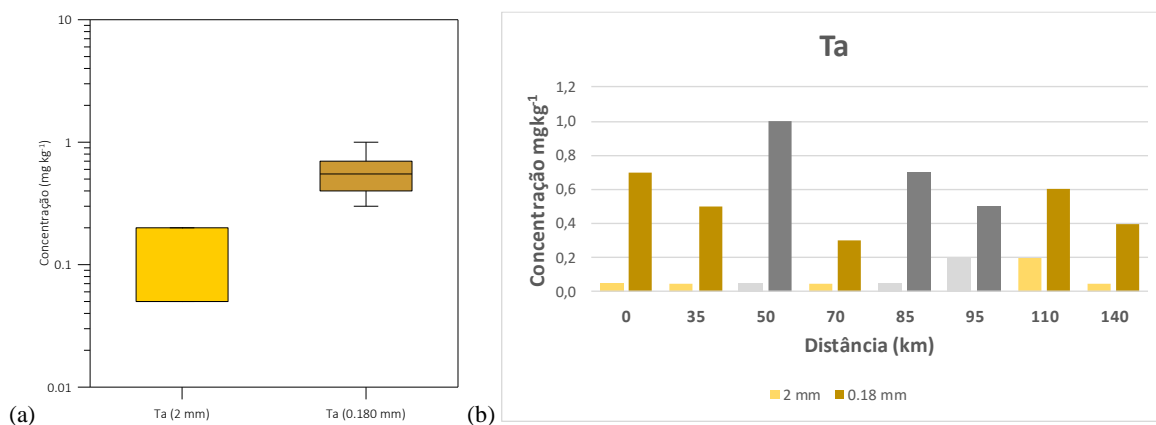 10
1
0.1
0.01
Concentração (mg kg⁻¹)
Ta (2 mm)
Ta (0.180 mm)
(a)
Ta
1,2
1,0
0,8
0,6
0,4
0,2
0,0
Concentração mgkg⁻¹
0 35 50 70 85 95 110 140
Distância (km)
2 mm 0.18 mm
(b)